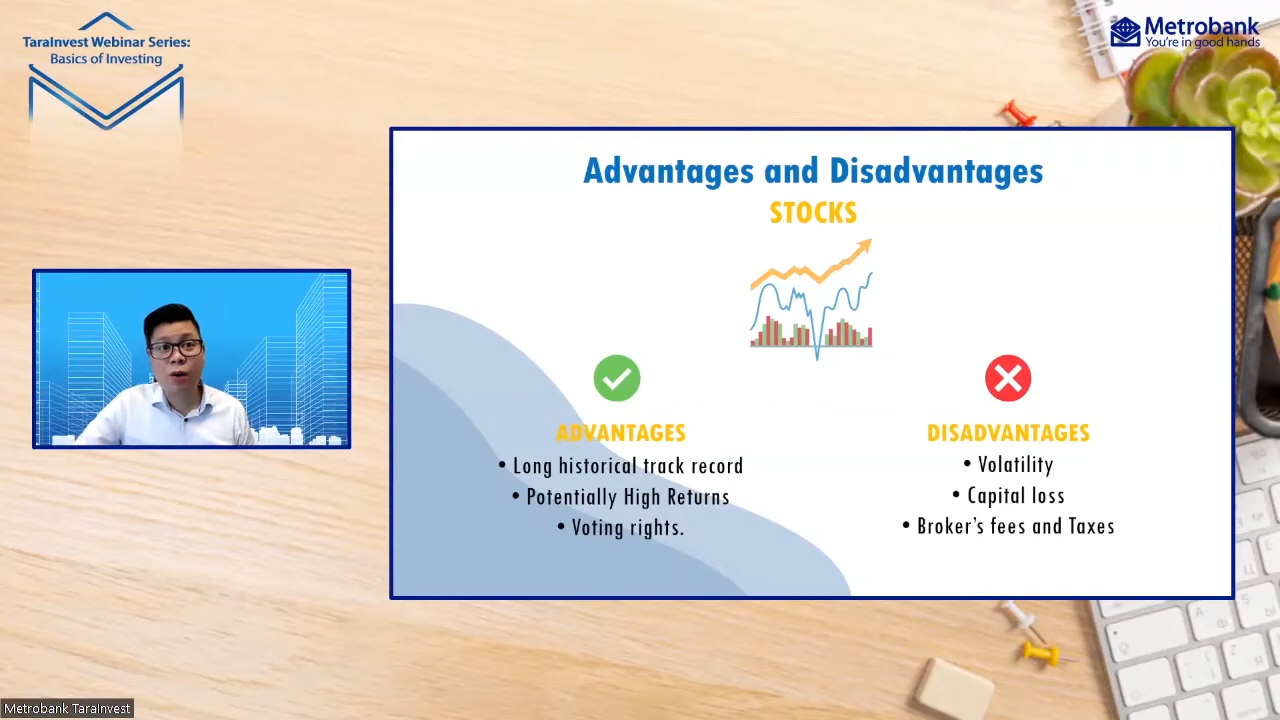 TaraInvest Webinar Series:
Basics of Investing
Metrobank
You're in good hands
Advantages and Disadvantages
STOCKS
ADVANTAGES
• Long historical track record
• Potentially High Returns
• Voting rights.
DISADVANTAGES
• Volatility
• Capital loss
• Broker's fees and Taxes
Metrobank TaraInvest